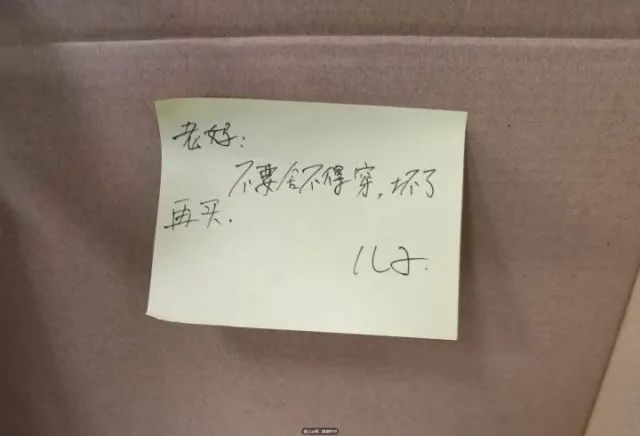 老妈：
不要舍不得穿，坏了
再买.
儿子.